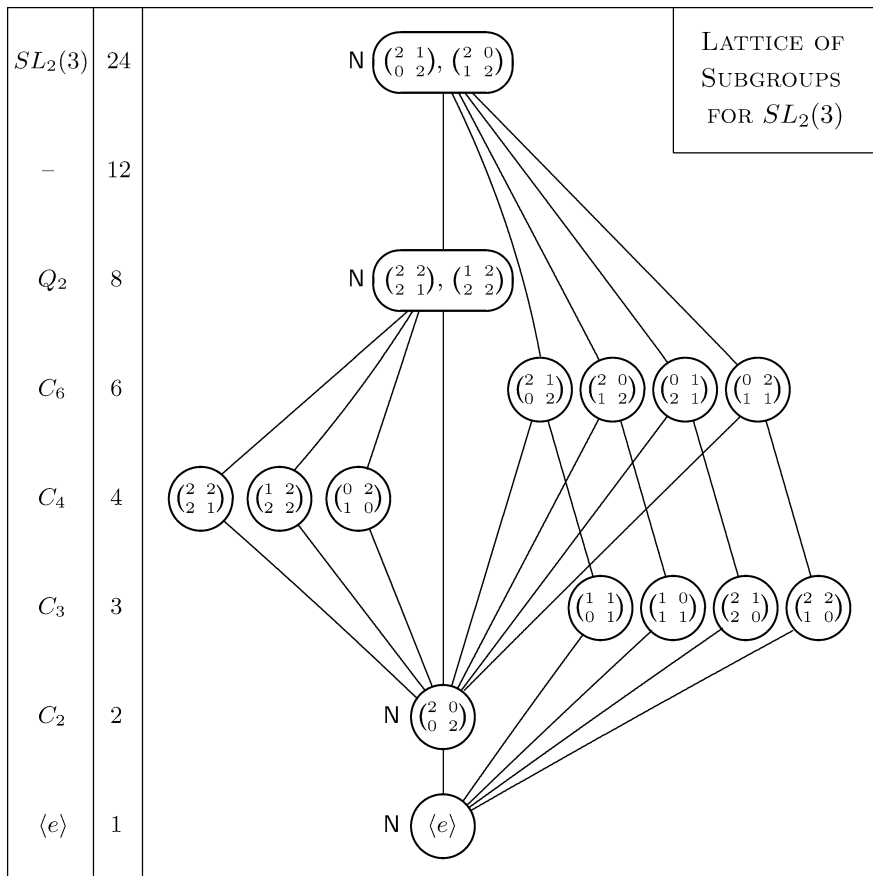 LATTICE OF
SUBGROUPS
FOR SL₂(3)
SL₂(3) 24 N (2 1 / 0 2), (2 0 / 1 2)
– 12
Q₂ 8 N (2 2 / 2 1), (1 2 / 2 2)
C₆ 6 (2 1 / 0 2) (2 0 / 1 2) (0 1 / 2 1) (0 2 / 1 1)
C₄ 4 (2 2 / 2 1) (1 2 / 2 2) (0 2 / 1 0)
C₃ 3 (1 1 / 0 1) (1 0 / 1 1) (2 1 / 2 0) (2 2 / 1 0)
C₂ 2 N (2 0 / 0 2)
⟨e⟩ 1 N ⟨e⟩